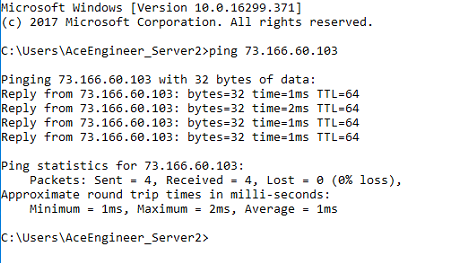 Microsoft Windows [Version 10.0.16299.371]
(c) 2017 Microsoft Corporation. All rights reserved.
C:\Users\AceEngineer_Server2>ping 73.166.60.103
Pinging 73.166.60.103 with 32 bytes of data:
Reply from 73.166.60.103: bytes=32 time=1ms TTL=64
Reply from 73.166.60.103: bytes=32 time=2ms TTL=64
Reply from 73.166.60.103: bytes=32 time=1ms TTL=64
Reply from 73.166.60.103: bytes=32 time=1ms TTL=64
Ping statistics for 73.166.60.103:
Packets: Sent = 4, Received = 4, Lost = 0 (0% loss),
Approximate round trip times in milli-seconds:
Minimum = 1ms, Maximum = 2ms, Average = 1ms
C:\Users\AceEngineer_Server2>